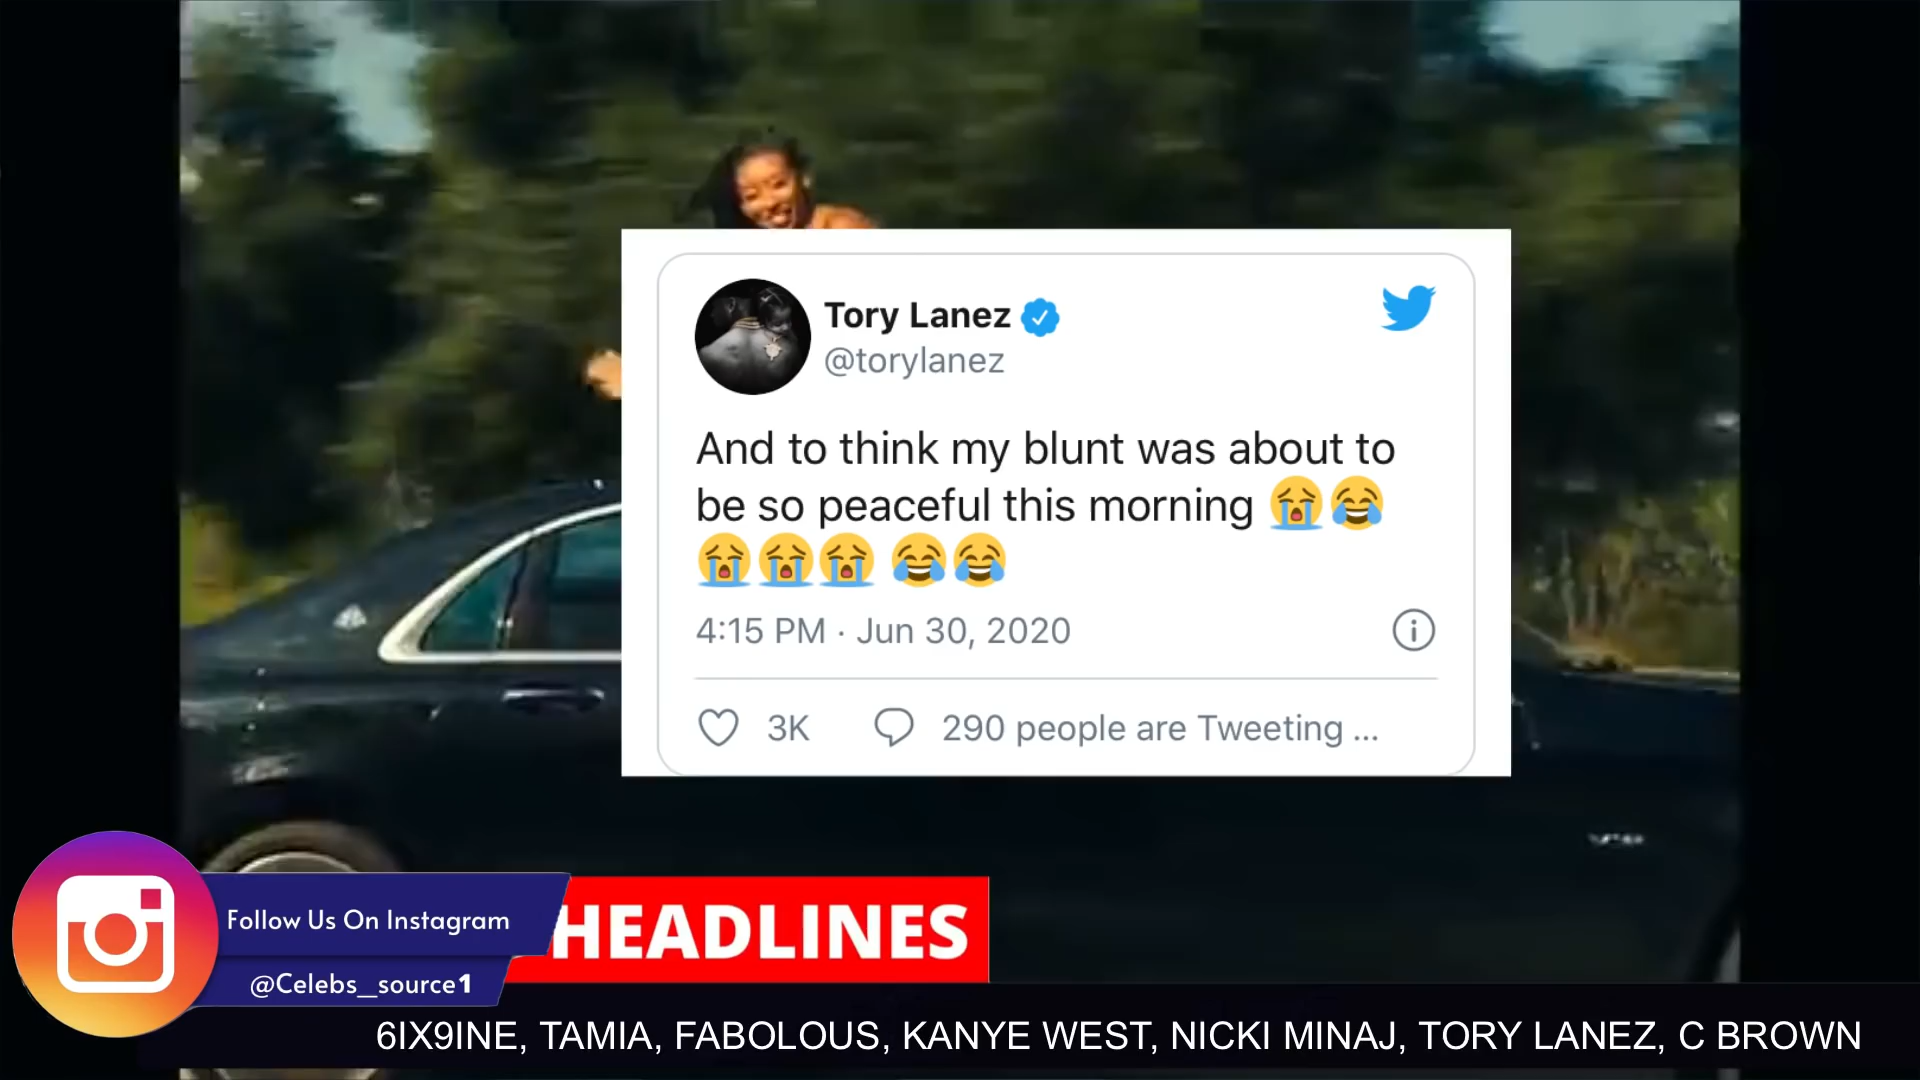 Tory Lanez
@torylanez
And to think my blunt was about to
be so peaceful this morning 😭😂
😭😭😭 😂😂
4:15 PM · Jun 30, 2020
3K 290 people are Tweeting ...
HEADLINES
Follow Us On Instagram
@Celebs_source1
6IX9INE, TAMIA, FABOLOUS, KANYE WEST, NICKI MINAJ, TORY LANEZ, C BROWN